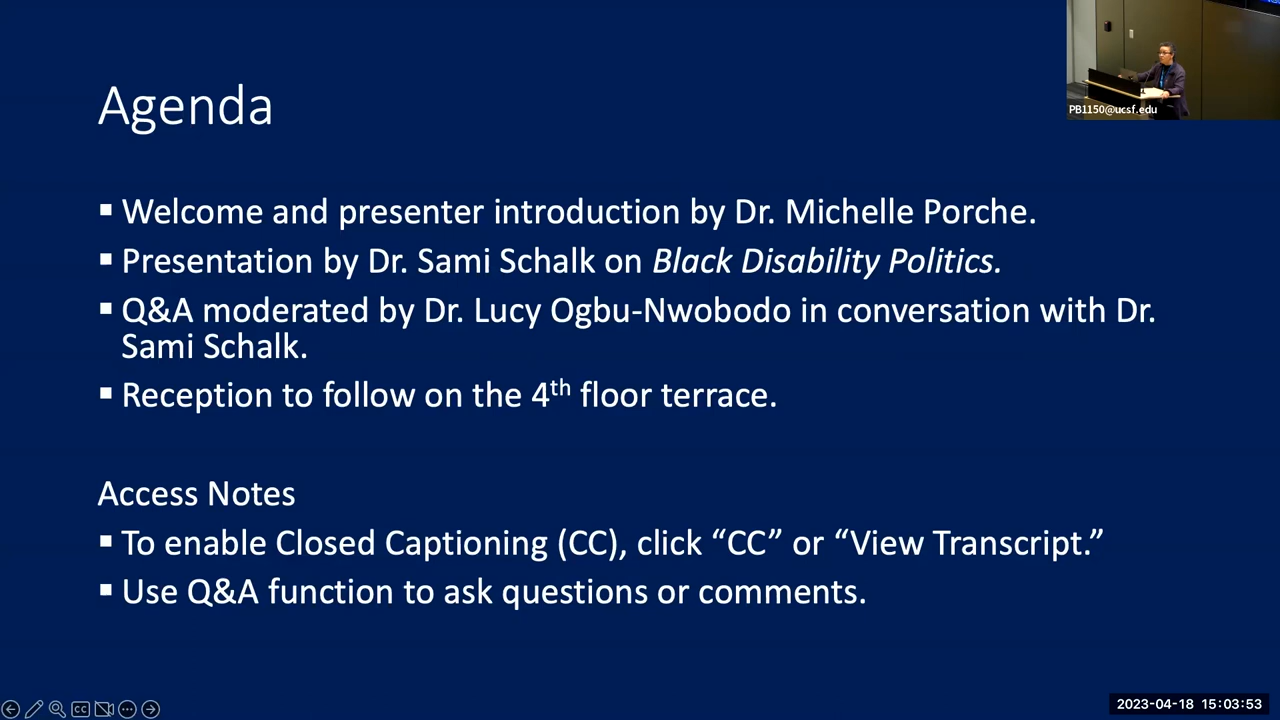 PB1150@ucsf.edu
Agenda
▪ Welcome and presenter introduction by Dr. Michelle Porche.
▪ Presentation by Dr. Sami Schalk on Black Disability Politics.
▪ Q&A moderated by Dr. Lucy Ogbu-Nwobodo in conversation with Dr.
Sami Schalk.
▪ Reception to follow on the 4th floor terrace.
Access Notes
▪ To enable Closed Captioning (CC), click “CC” or “View Transcript.”
▪ Use Q&A function to ask questions or comments.
CC
2023-04-18 15:03:53